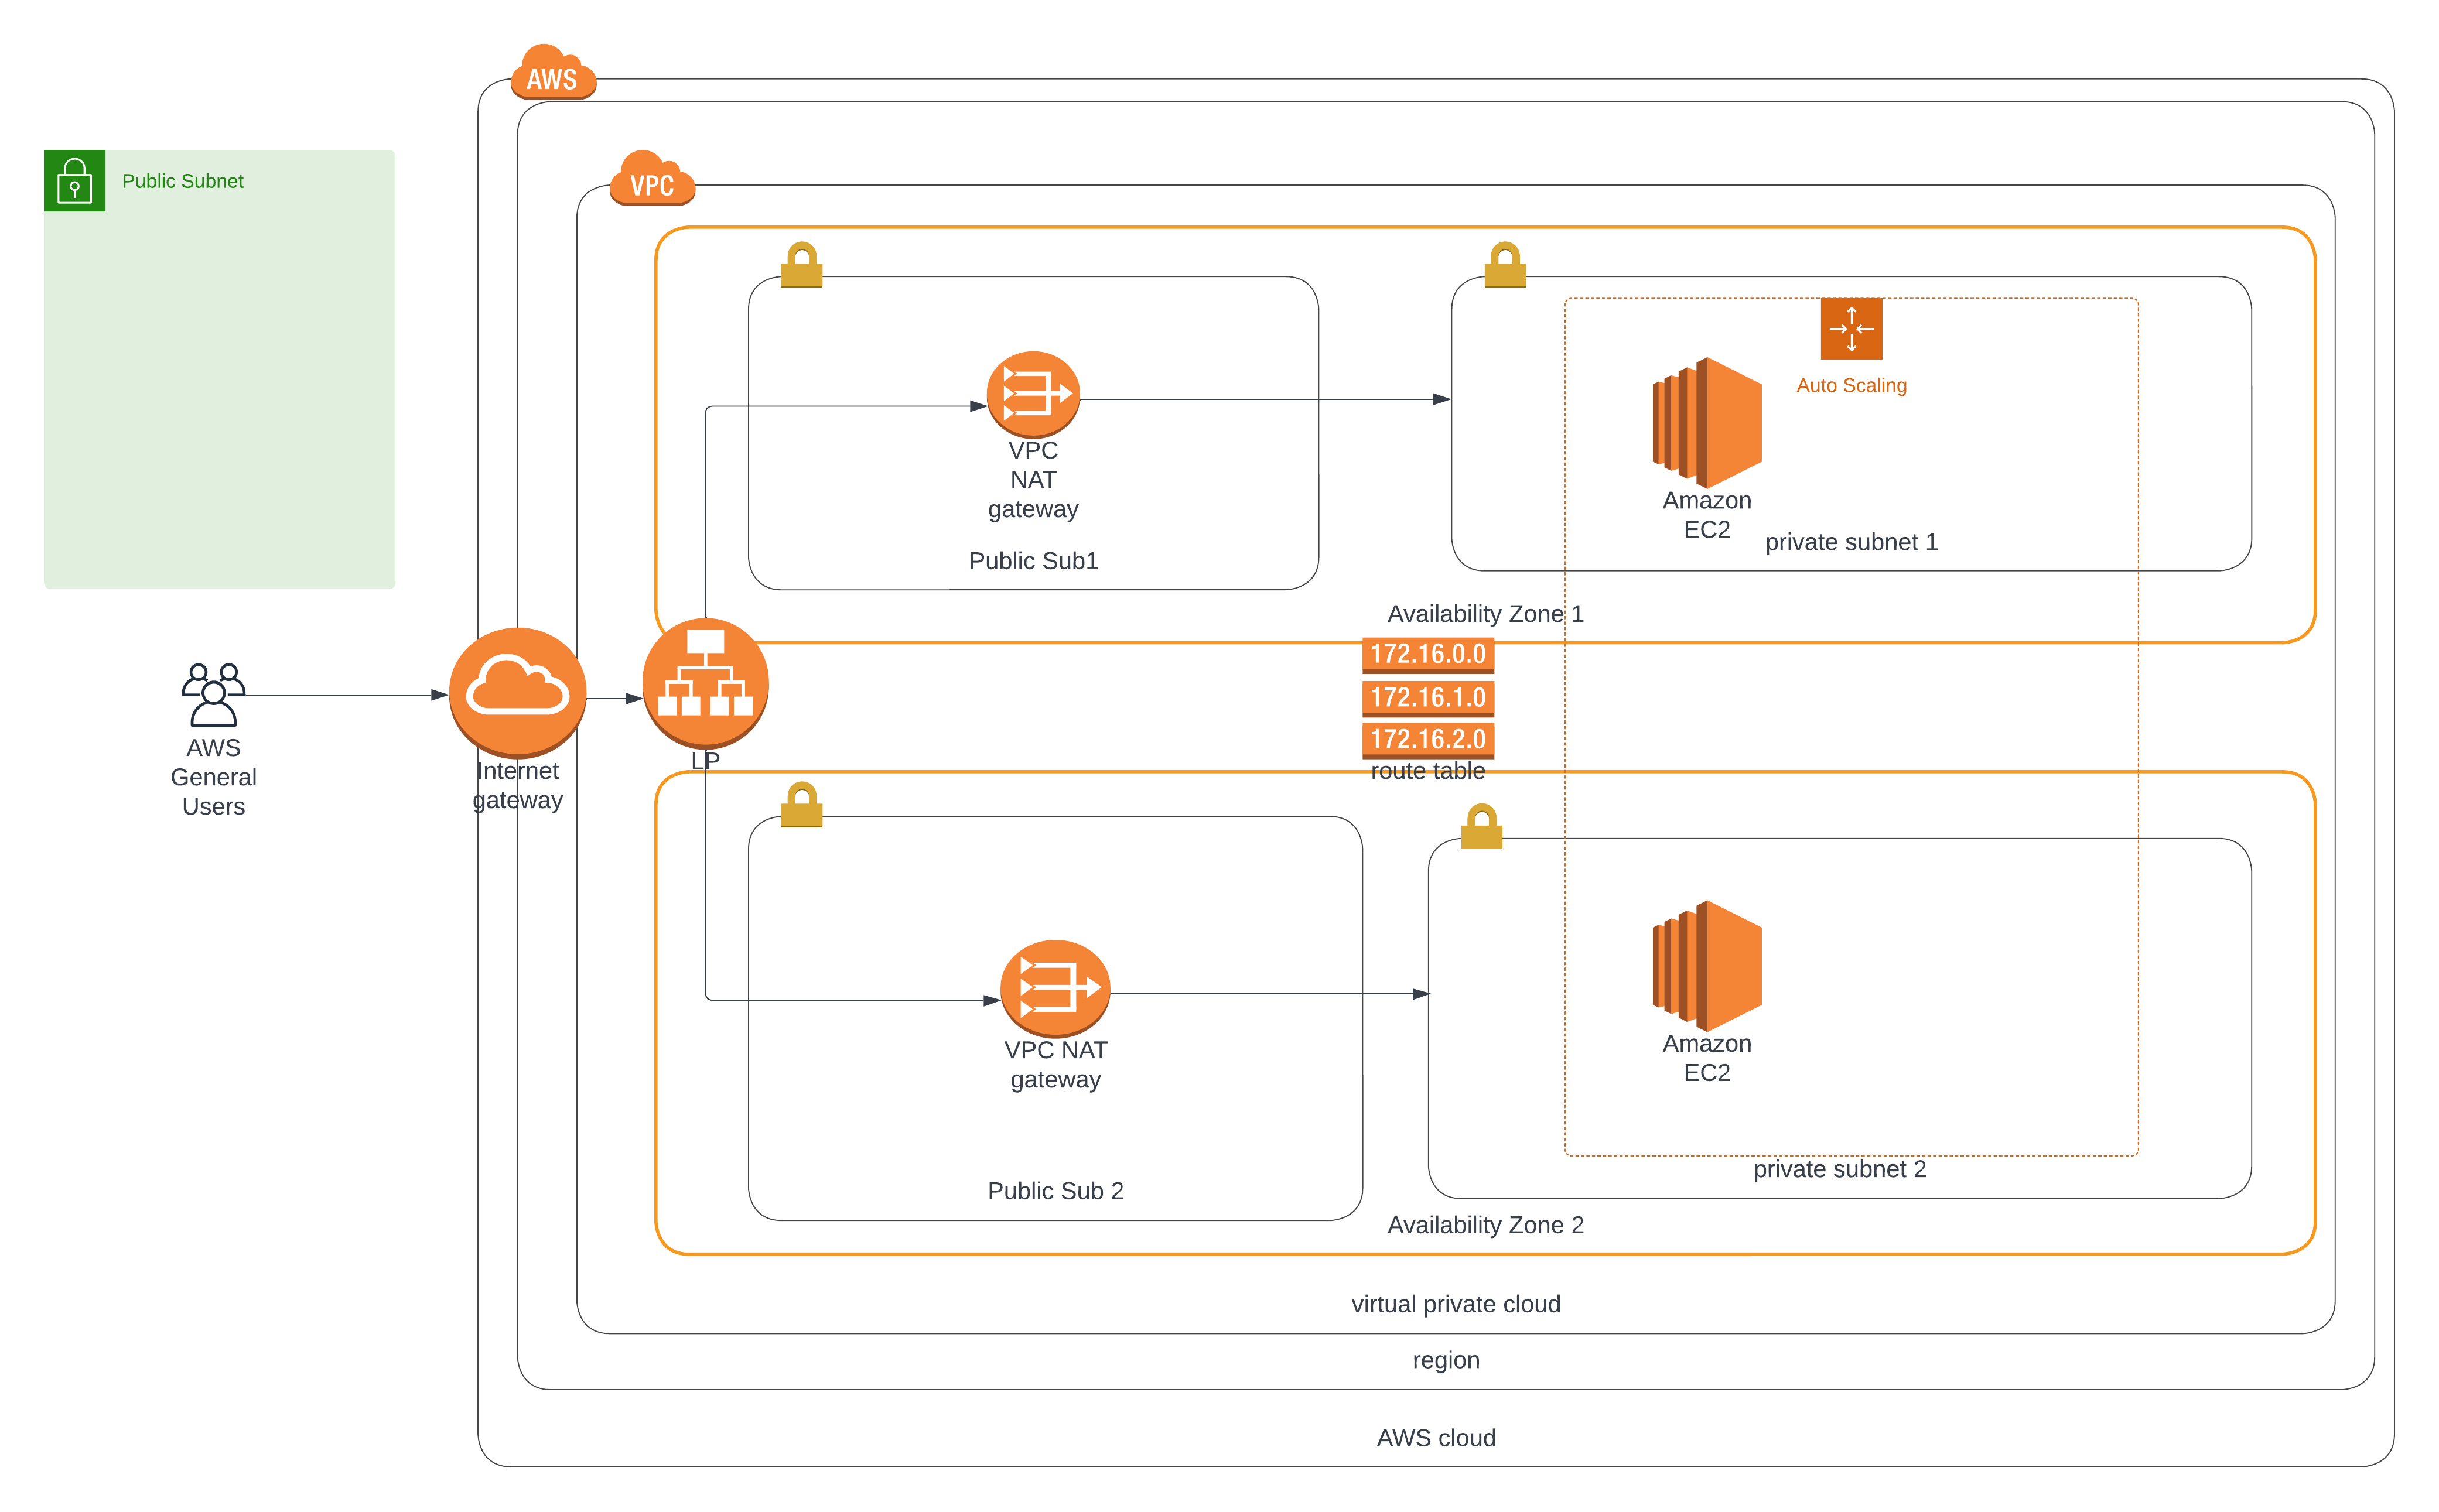 AWS
VPC
Public Subnet
Auto Scaling
VPC
NAT
gateway
Public Sub1
Amazon
EC2
private subnet 1
Availability Zone 1
172.16.0.0
172.16.1.0
172.16.2.0
route table
AWS
General
Users
Internet
gateway
LP
VPC NAT
gateway
Public Sub 2
Amazon
EC2
private subnet 2
Availability Zone 2
virtual private cloud
region
AWS cloud